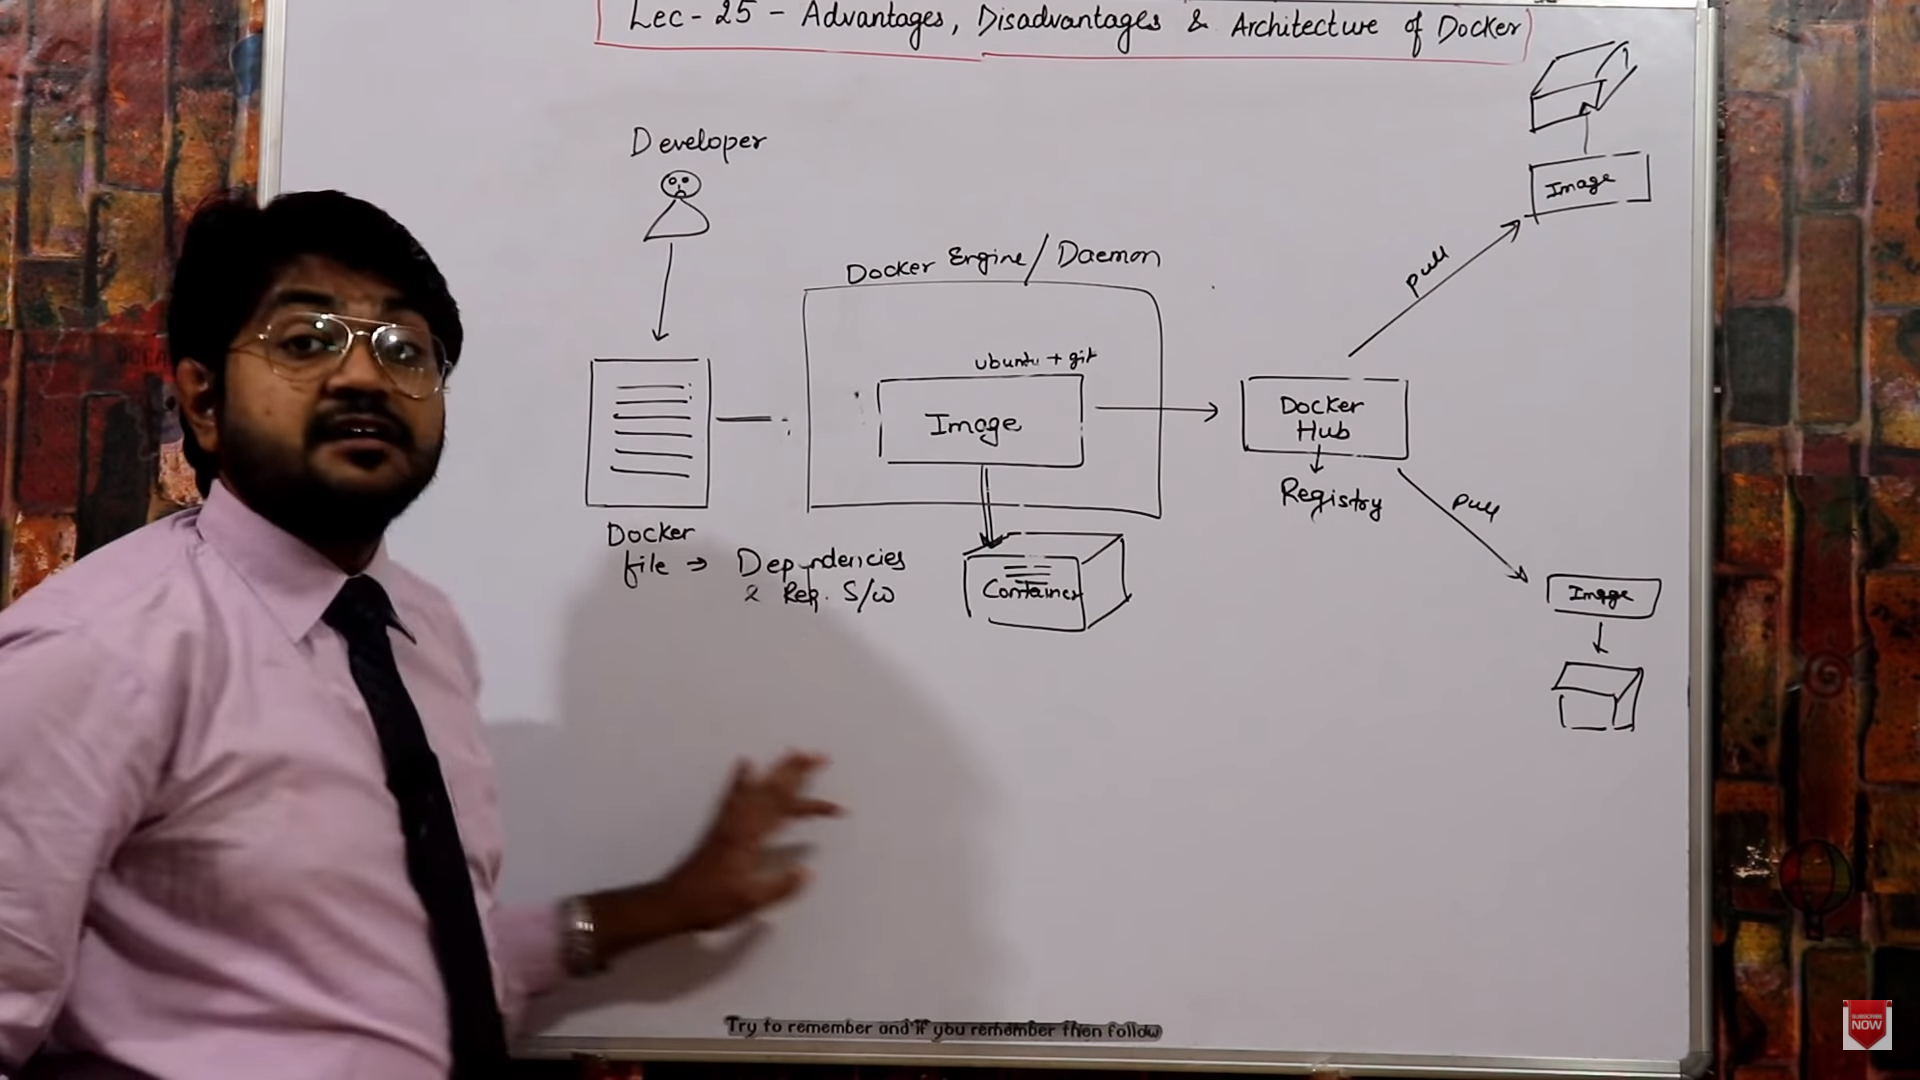 Lec - 25 - Advantages, Disadvantages & Architecture of Docker
Developer
Docker Engine / Daemon
ubuntu + git
Image
Docker
file → Dependencies
& Req. S/W
Container
Docker
Hub
Registry
Pull
Image
Pull
Image
Try to remember and if you remember then follow
SUBSCRIBE
NOW